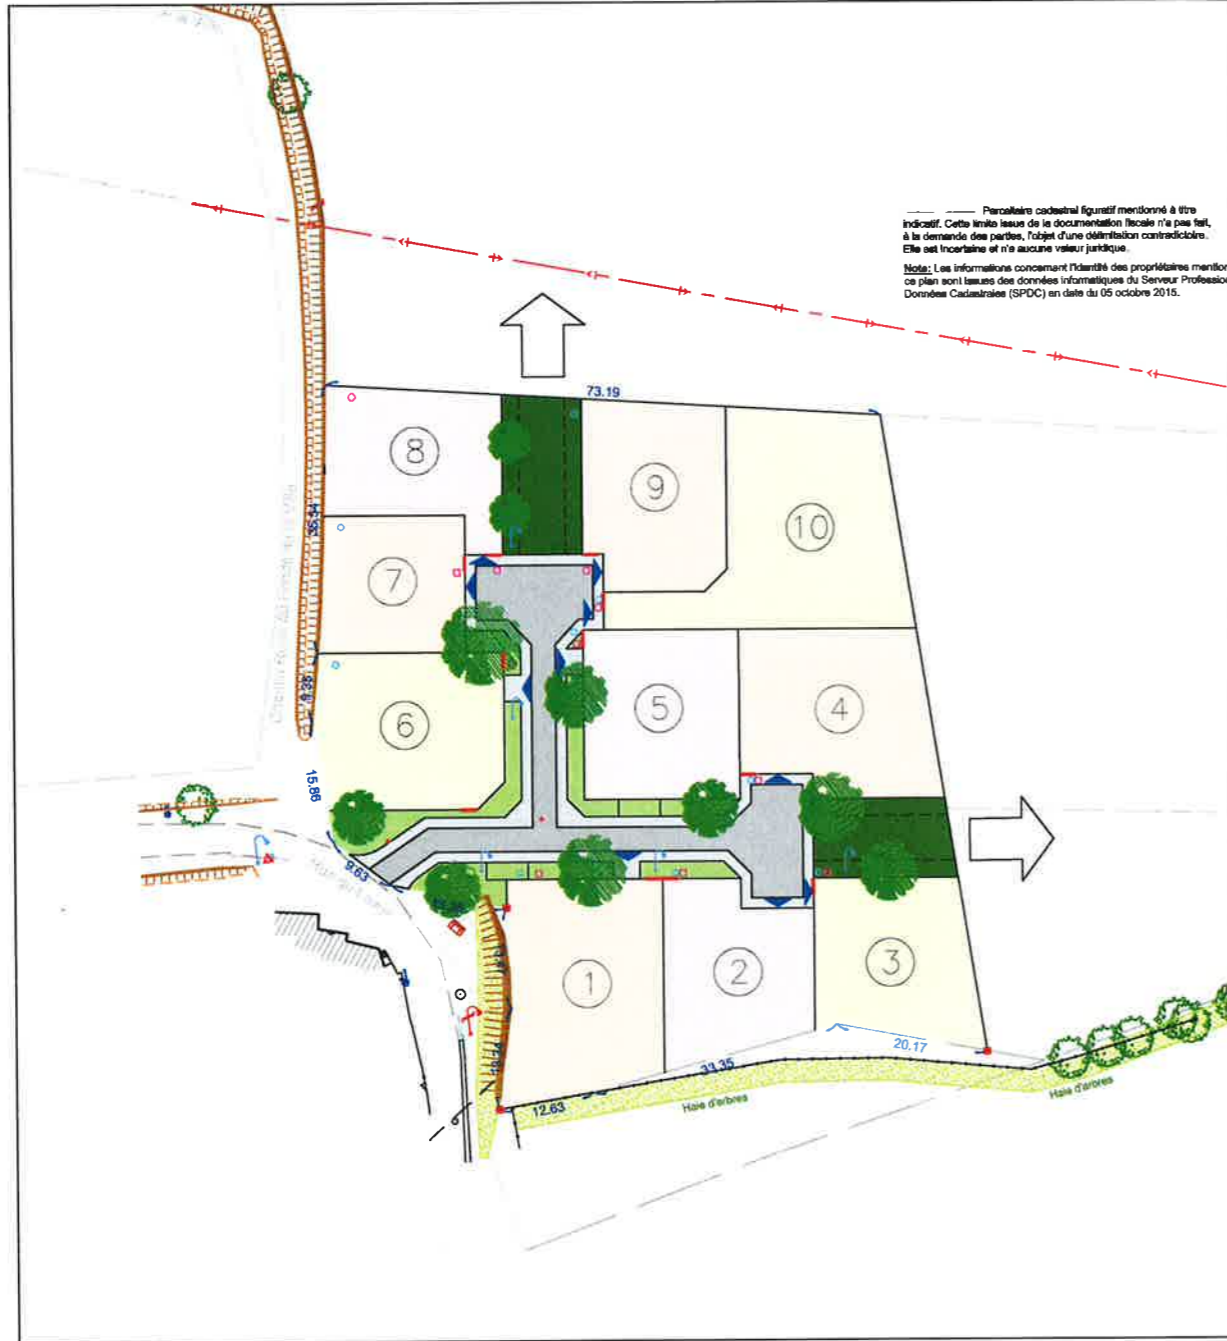 Parcellaire cadastral figuratif mentionné à titre
indicatif. Cette limite issue de la documentation fiscale n'a pas fait,
à la demande des parties, l'objet d'une délimitation contradictoire.
Elle est incertaine et n'a aucune valeur juridique.
Note: Les informations concernant l'identité des propriétaires mention
ce plan sont issues des données informatiques du Serveur Professio
Données Cadastrales (SPDC) en date du 05 octobre 2015.
73.19
8
9
10
7
6
5
4
9.35
15.86
9.63
1
2
3
20.17
33.35
12.63
Haie d'arbres
Haie d'arbres